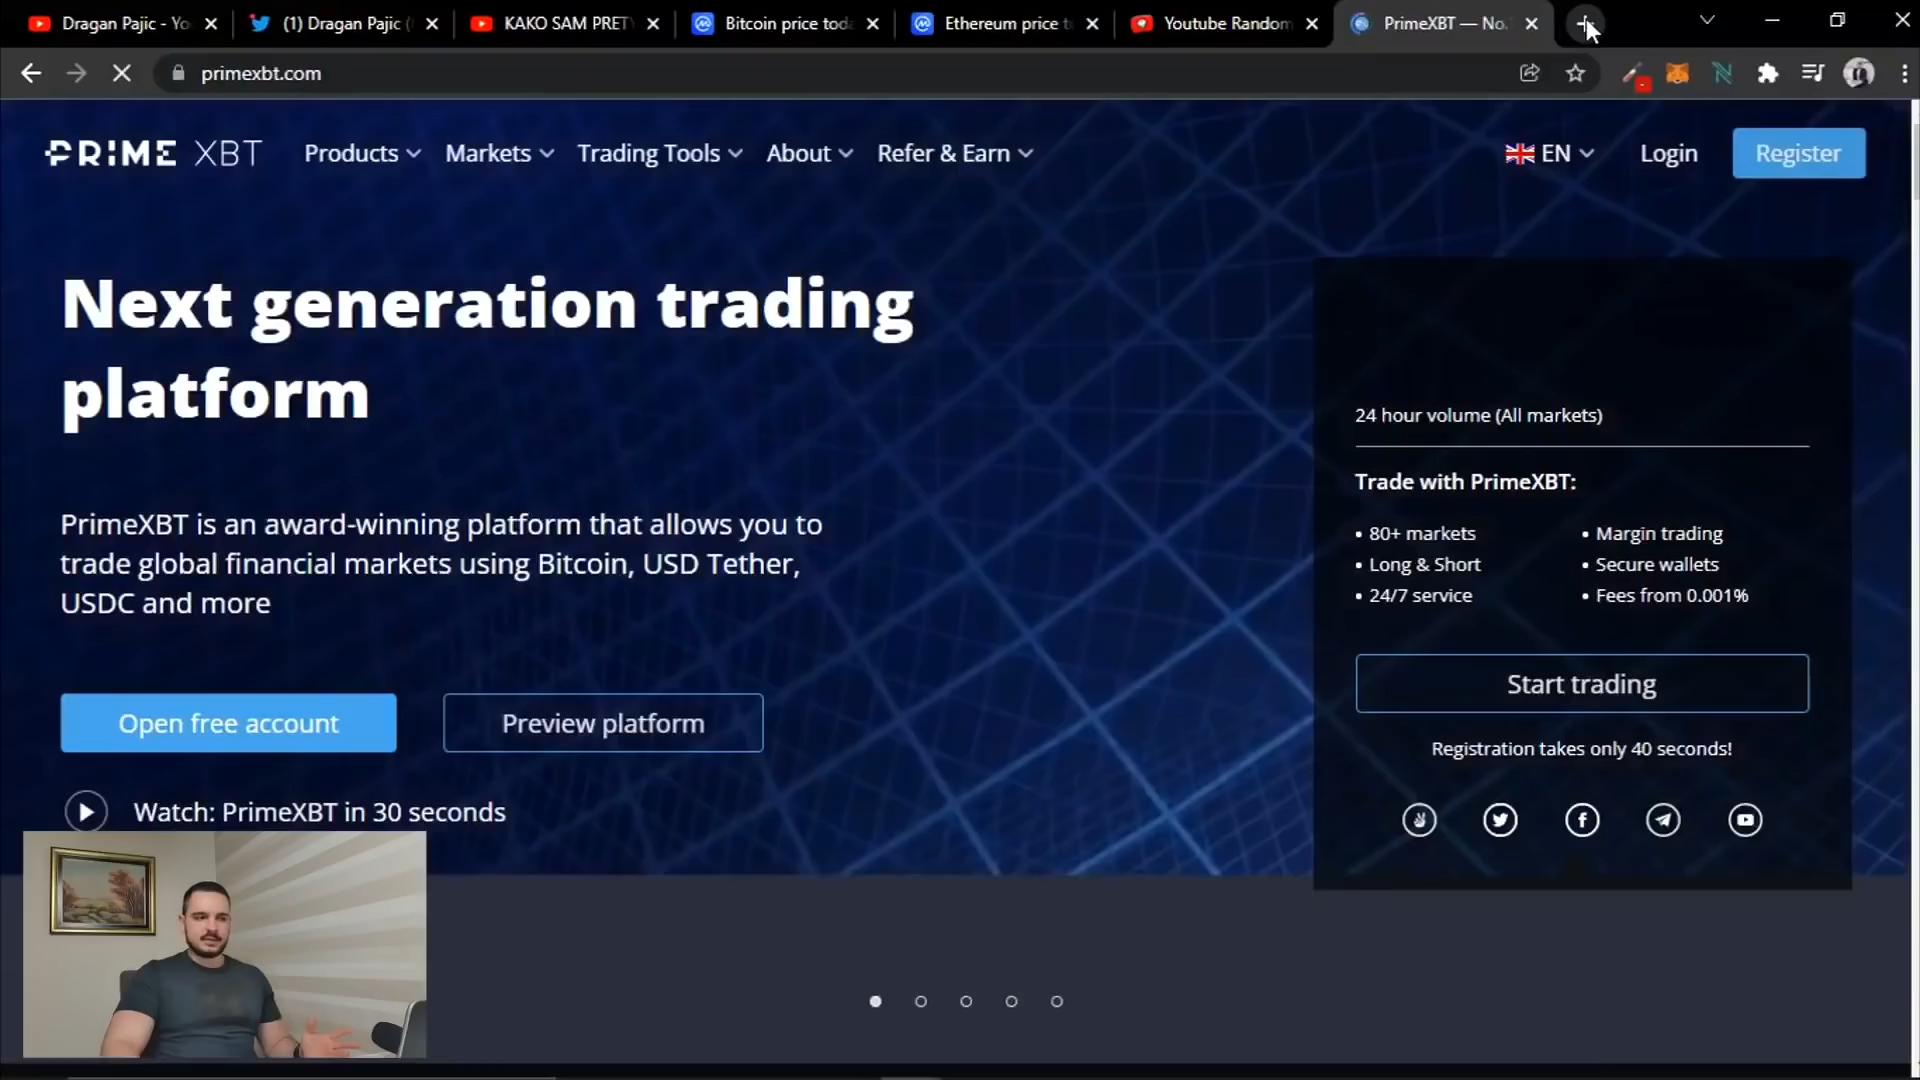 Dragan Pajic - Yo
(1) Dragan Pajic (
KAKO SAM PRET
Bitcoin price tod
Ethereum price t
Youtube Random
PrimeXBT — No.
primexbt.com
PRIME XBT
Products
Markets
Trading Tools
About
Refer & Earn
EN
Login
Register
Next generation trading
platform
PrimeXBT is an award-winning platform that allows you to
trade global financial markets using Bitcoin, USD Tether,
USDC and more
Open free account
Preview platform
Watch: PrimeXBT in 30 seconds
24 hour volume (All markets)
Trade with PrimeXBT:
• 80+ markets
• Long & Short
• 24/7 service
• Margin trading
• Secure wallets
• Fees from 0.001%
Start trading
Registration takes only 40 seconds!